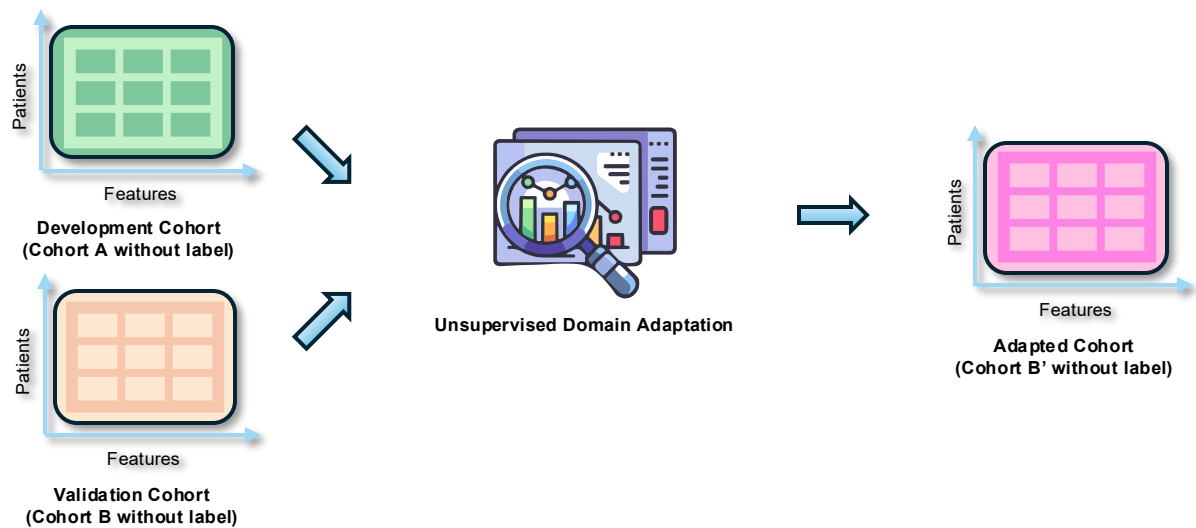 Patients
Features
Development Cohort
(Cohort A without label)
Patients
Features
Validation Cohort
(Cohort B without label)
Unsupervised Domain Adaptation
Patients
Features
Adapted Cohort
(Cohort B’ without label)